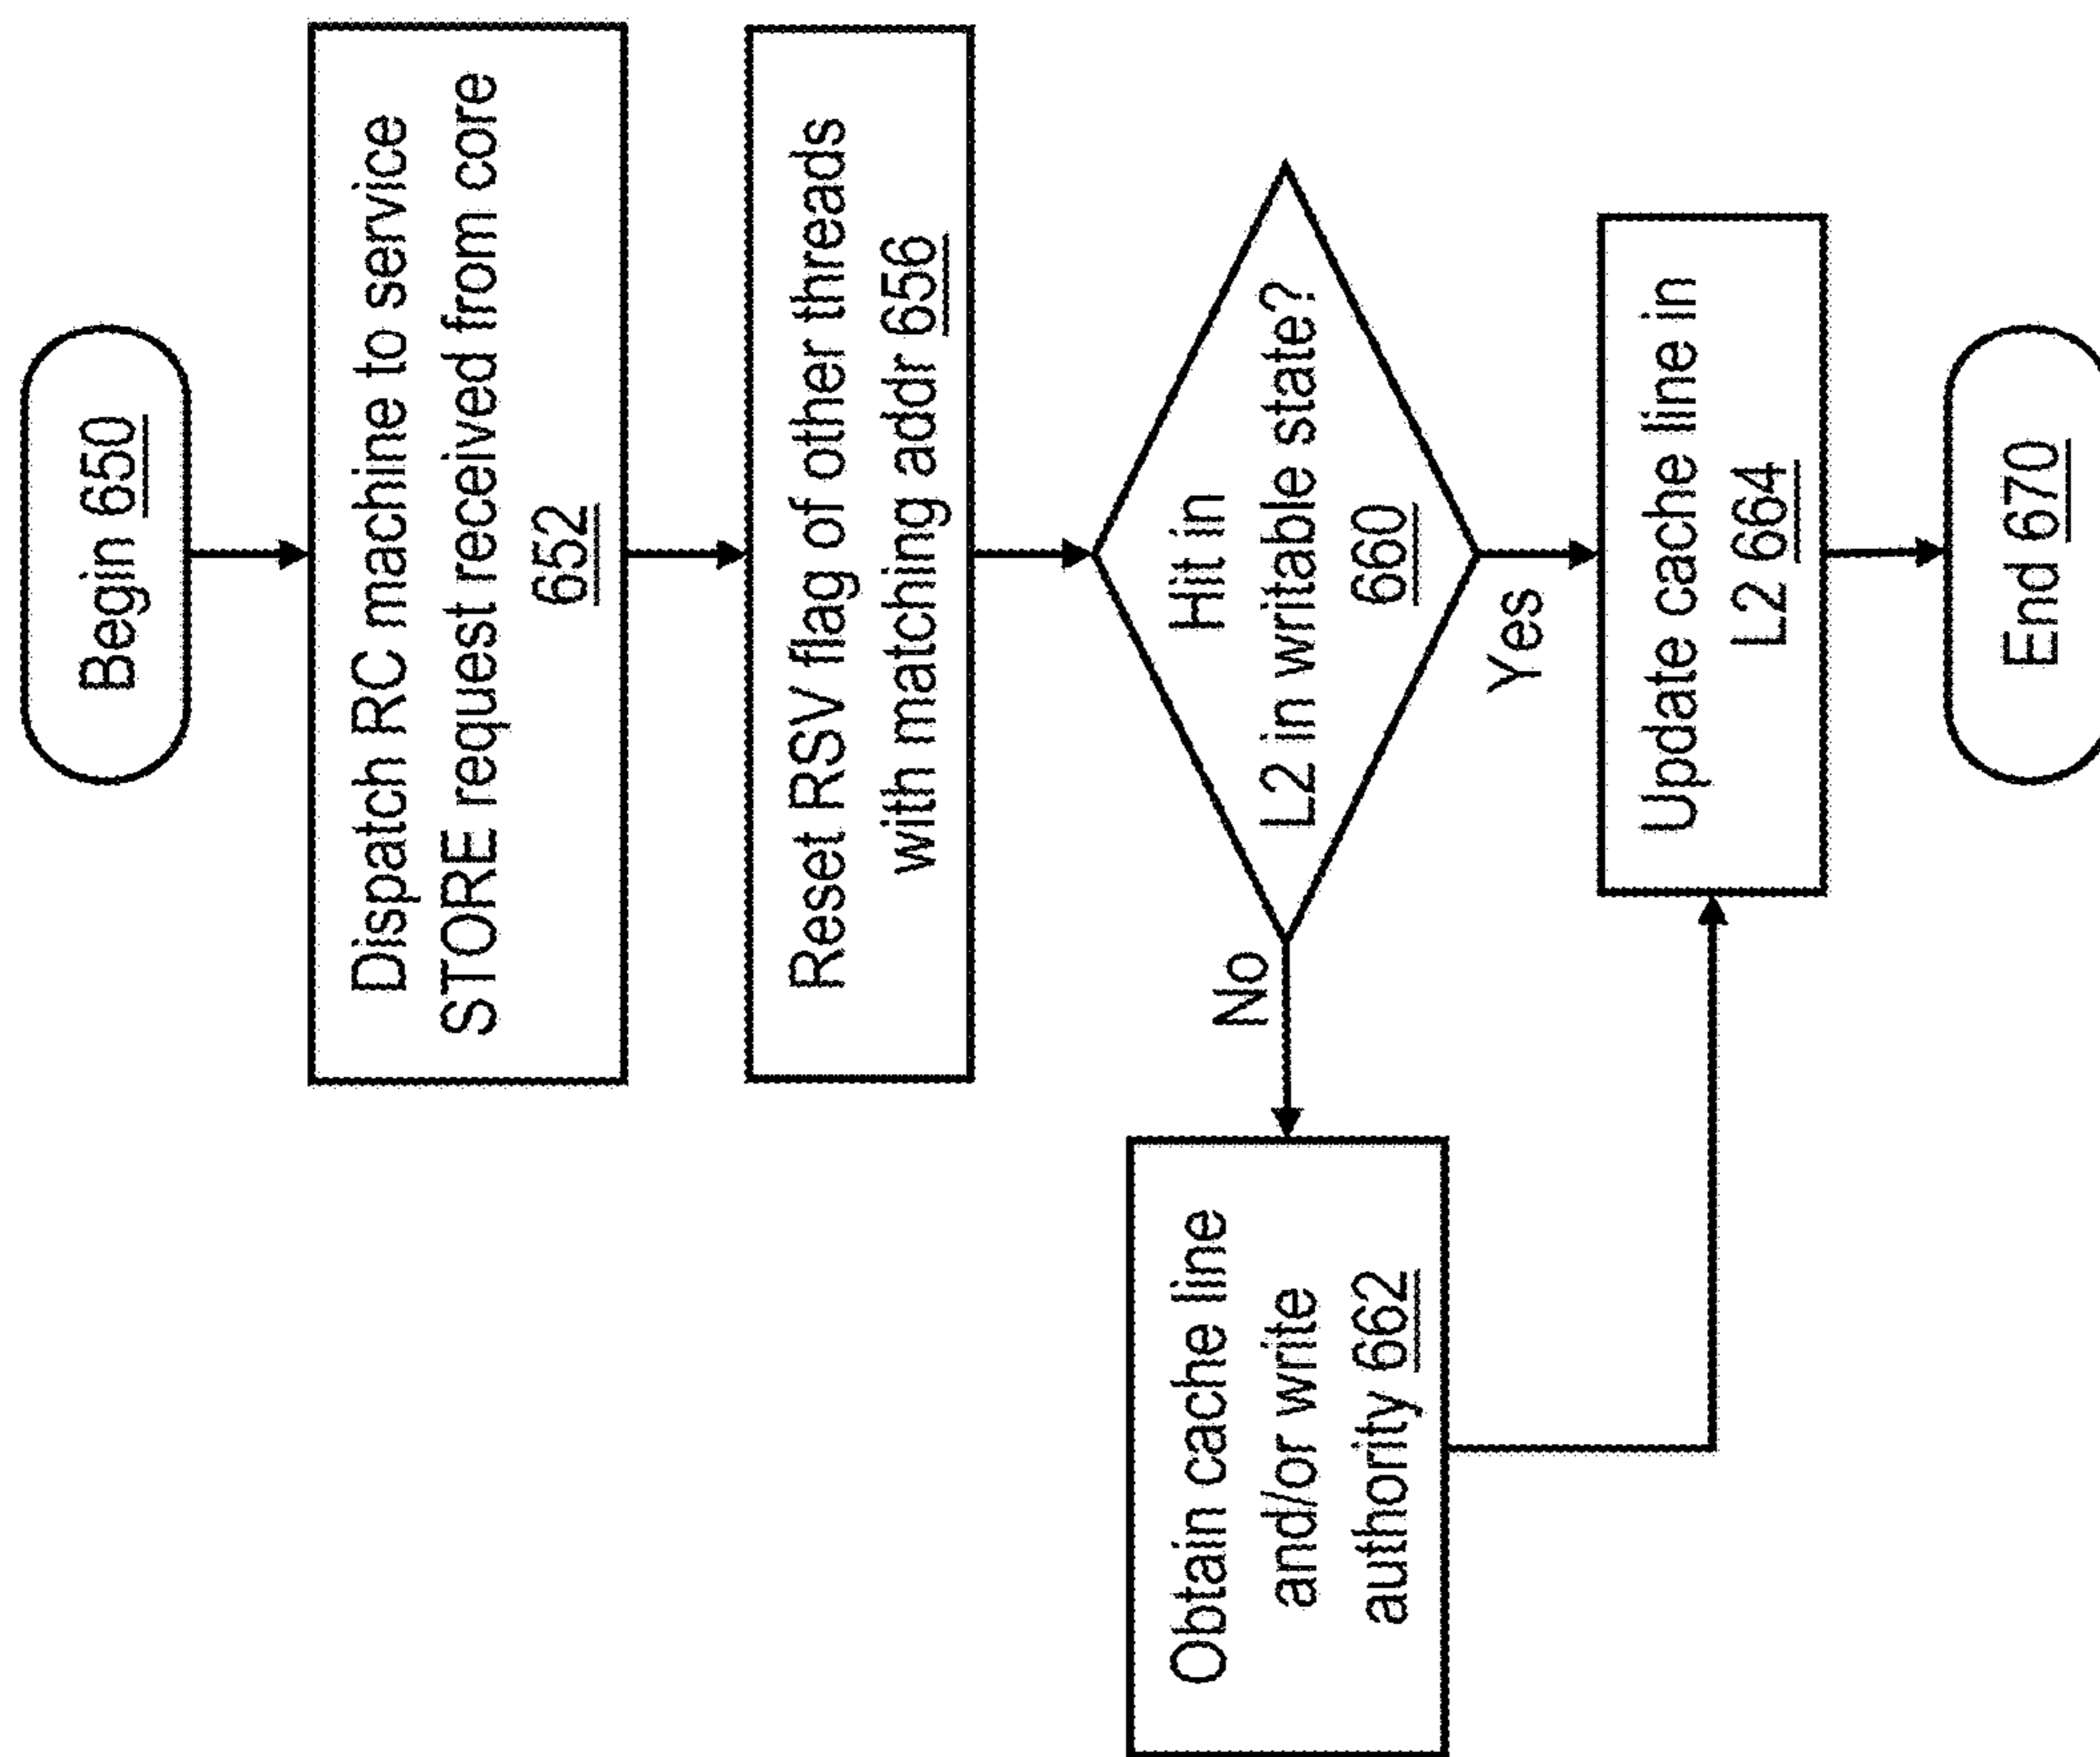 Begin 650
Dispatch RC machine to service
STORE request received from core
652
Reset RSV flag of other threads
with matching addr 656
Hit in
L2 in writable state?
660
No
Yes
Obtain cache line
and/or write
authority 662
Update cache line in
L2 664
End 670